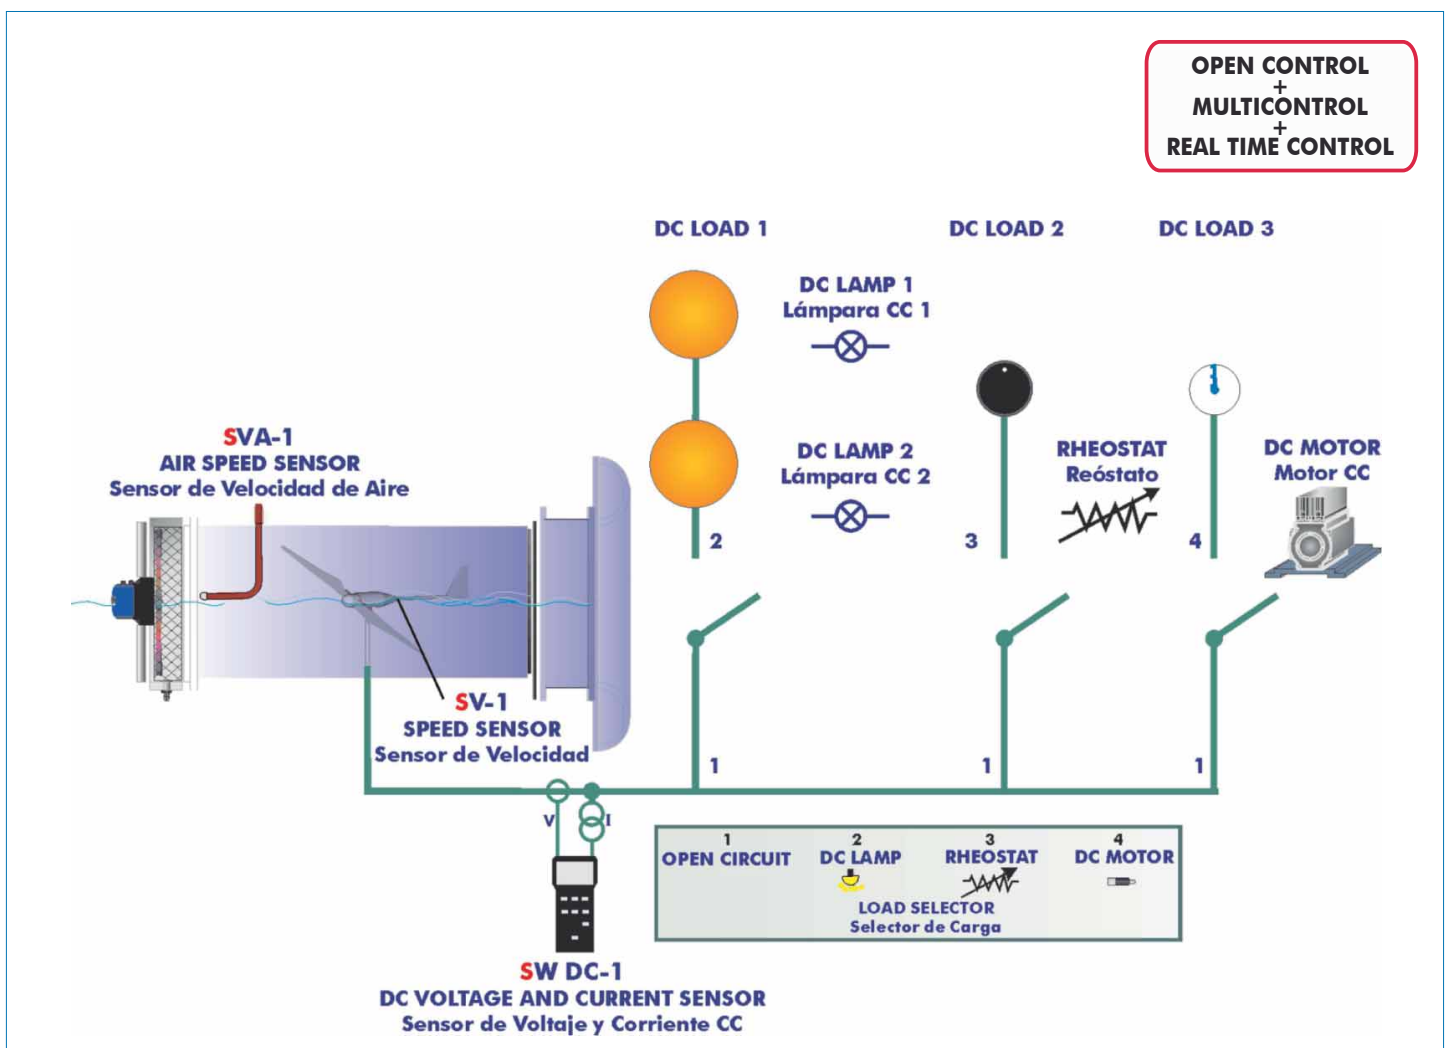 OPEN CONTROL
+
MULTICONTROL
+
REAL TIME CONTROL
DC LOAD 1
DC LOAD 2
DC LOAD 3
DC LAMP 1
Lámpara CC 1
SVA-1
AIR SPEED SENSOR
Sensor de Velocidad de Aire
DC LAMP 2
Lámpara CC 2
RHEOSTAT
Reóstato
DC MOTOR
Motor CC
2
3
4
SV-1
SPEED SENSOR
Sensor de Velocidad
1
1
1
V
I
1
OPEN CIRCUIT
2
DC LAMP
3
RHEOSTAT
4
DC MOTOR
LOAD SELECTOR
Selector de Carga
SW DC-1
DC VOLTAGE AND CURRENT SENSOR
Sensor de Voltaje y Corriente CC